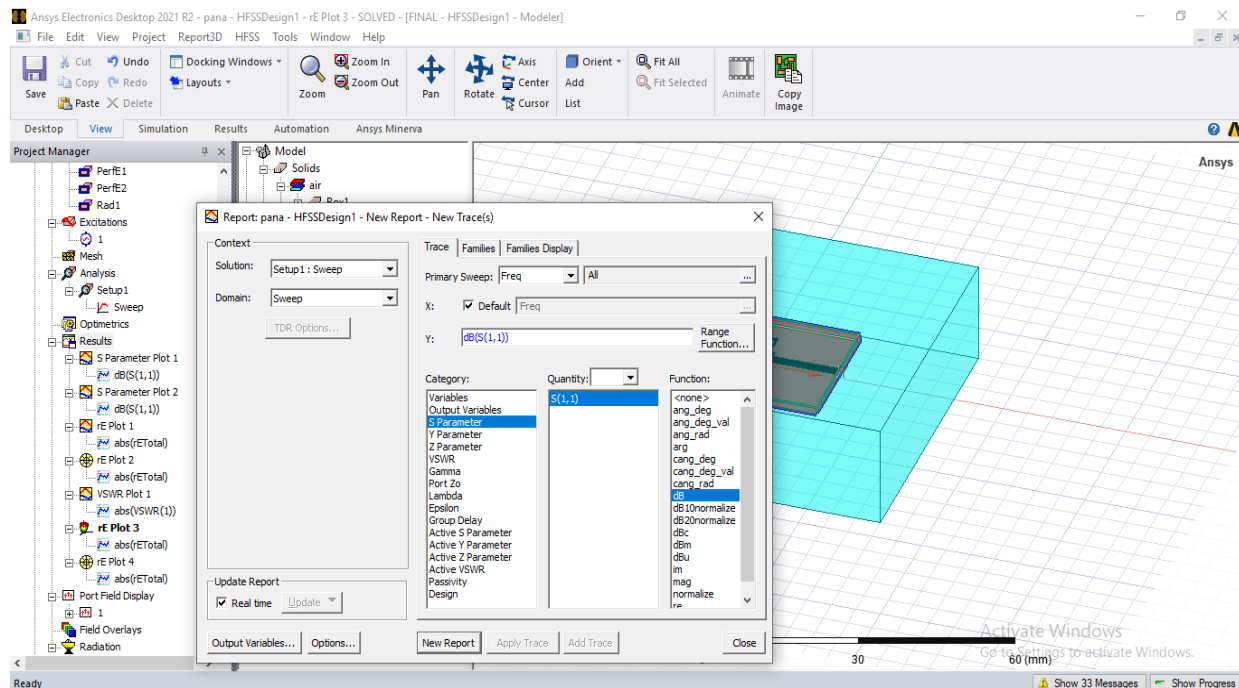 Ansys Electronics Desktop 2021 R2 - pana - HFSSDesign1 - rE Plot 3 - SOLVED - [FINAL - HFSSDesign1 - Modeler]
File Edit View Project Report3D HFSS Tools Window Help
Save
Cut
Undo
Copy
Redo
Paste
Delete
Docking Windows
Layouts
Zoom
Zoom In
Zoom Out
Pan
Rotate
Axis
Center
Cursor
Orient
Add
List
Fit All
Fit Selected
Animate
Copy
Image
Desktop View Simulation Results Automation Ansys Minerva
Project Manager
PerfE1
PerfE2
Rad1
Excitations
1
Mesh
Analysis
Setup1
Sweep
Optimetrics
Results
S Parameter Plot 1
dB(S(1,1))
S Parameter Plot 2
dB(S(1,1))
rE Plot 1
abs(rETotal)
rE Plot 2
abs(rETotal)
VSWR Plot 1
abs(VSWR(1))
rE Plot 3
abs(rETotal)
rE Plot 4
abs(rETotal)
Port Field Display
1
Field Overlays
Radiation
Model
Solids
air
Box1
Report: pana - HFSSDesign1 - New Report - New Trace(s)
Context
Solution: Setup1 : Sweep
Domain: Sweep
TDR Options...
Update Report
Real time
Update
Output Variables...
Options...
Trace Families Families Display
Primary Sweep: Freq All ...
X: Default Freq ...
Y: dB(S(1,1))
Range
Function...
Category:
Variables
Output Variables
S Parameter
Y Parameter
Z Parameter
VSWR
Gamma
Port Zo
Lambda
Epsilon
Group Delay
Active S Parameter
Active Y Parameter
Active Z Parameter
Active VSWR
Passivity
Design
Quantity:
S(1,1)
Function:
<none>
ang_deg
ang_deg_val
ang_rad
arg
cang_deg
cang_deg_val
cang_rad
dB
dB10normalize
dB20normalize
dBc
dBm
dBu
im
mag
normalize
re
New Report
Apply Trace
Add Trace
Close
Ansys
30
60 (mm)
Activate Windows
Go to Settings to activate Windows.
Ready
Show 33 Messages
Show Progress